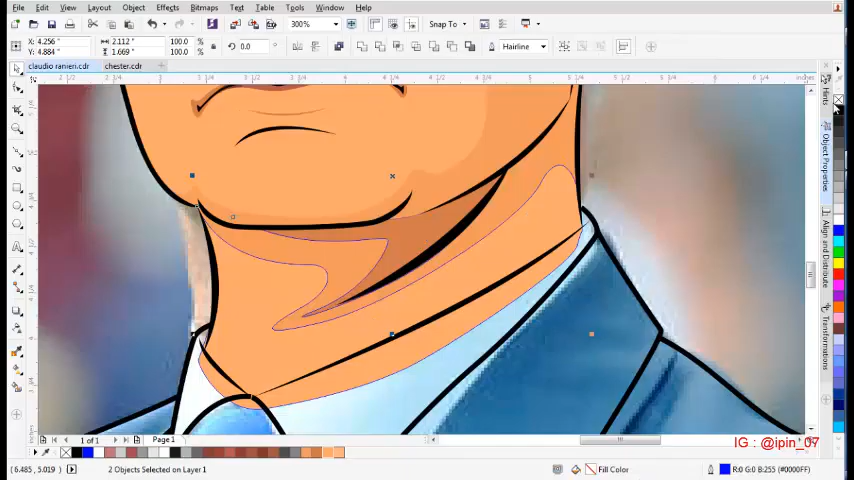 File Edit View Layout Object Effects Bitmaps Text Table Tools Window Help
300% Snap To
X: 4.256 " 2.112 " 100.0 %
Y: 4.884 " 1.669 " 100.0 % 0.0 ° Hairline
claudio ranieri.cdr chester.cdr
inches
Hints
Object Properties
Align and Distribute
Transformations
IG : @ipin_07
1 of 1 Page 1
(6.485, 5.019) 2 Objects Selected on Layer 1 Fill Color R:0 G:0 B:255 (#0000FF)